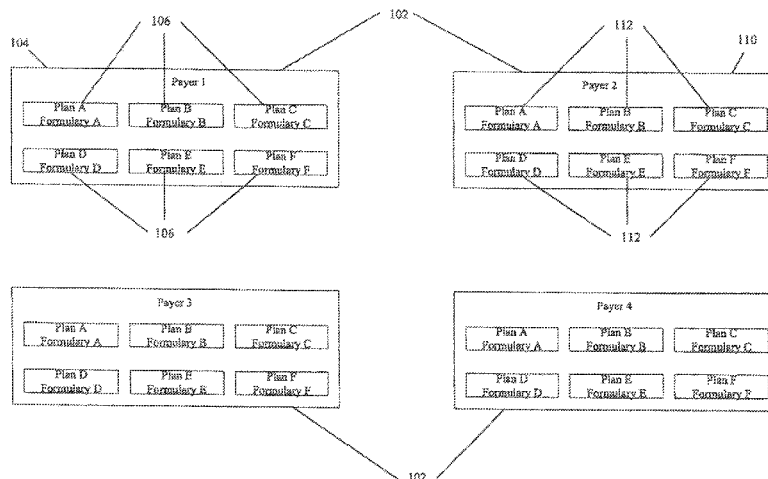 106
102
112
104
110
Payer 1
Plan A
Formulary A
Plan B
Formulary B
Plan C
Formulary C
Plan D
Formulary D
Plan E
Formulary E
Plan F
Formulary F
Payer 2
Plan A
Formulary A
Plan B
Formulary B
Plan C
Formulary C
Plan D
Formulary D
Plan E
Formulary E
Plan F
Formulary F
106
112
Payer 3
Plan A
Formulary A
Plan B
Formulary B
Plan C
Formulary C
Plan D
Formulary D
Plan E
Formulary E
Plan F
Formulary F
Payer 4
Plan A
Formulary A
Plan B
Formulary B
Plan C
Formulary C
Plan D
Formulary D
Plan E
Formulary E
Plan F
Formulary F
102